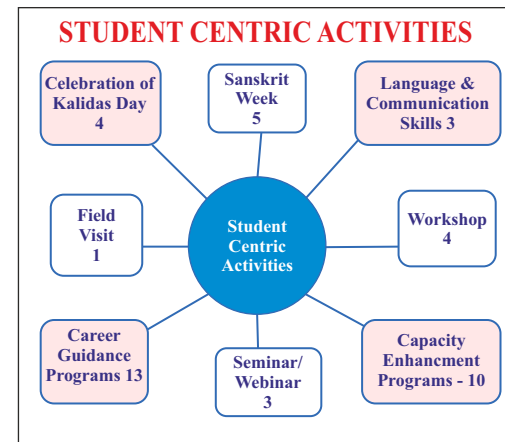 STUDENT CENTRIC ACTIVITIES
Celebration of
Kalidas Day
4
Sanskrit
Week
5
Language &
Communication
Skills 3
Field
Visit
1
Student
Centric
Activities
Workshop
4
Career
Guidance
Programs 13
Seminar/
Webinar
3
Capacity
Enhancment
Programs - 10